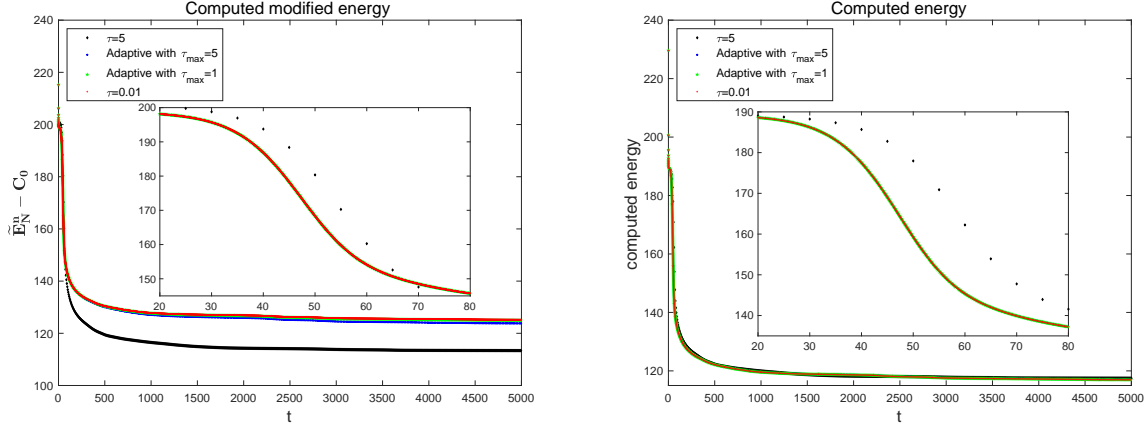 Computed modified energy
240
220
200
180
160
140
120
100
Ẽⁿ_N − C₀
τ=5
Adaptive with τmax=5
Adaptive with τmax=1
τ=0.01
200
190
180
170
160
150
20 30 40 50 60 70 80
0 500 1000 1500 2000 2500 3000 3500 4000 4500 5000
t
Computed energy
240
220
200
180
160
140
120
computed energy
τ=5
Adaptive with τmax=5
Adaptive with τmax=1
τ=0.01
190
180
170
160
150
140
20 30 40 50 60 70 80
0 500 1000 1500 2000 2500 3000 3500 4000 4500 5000
t